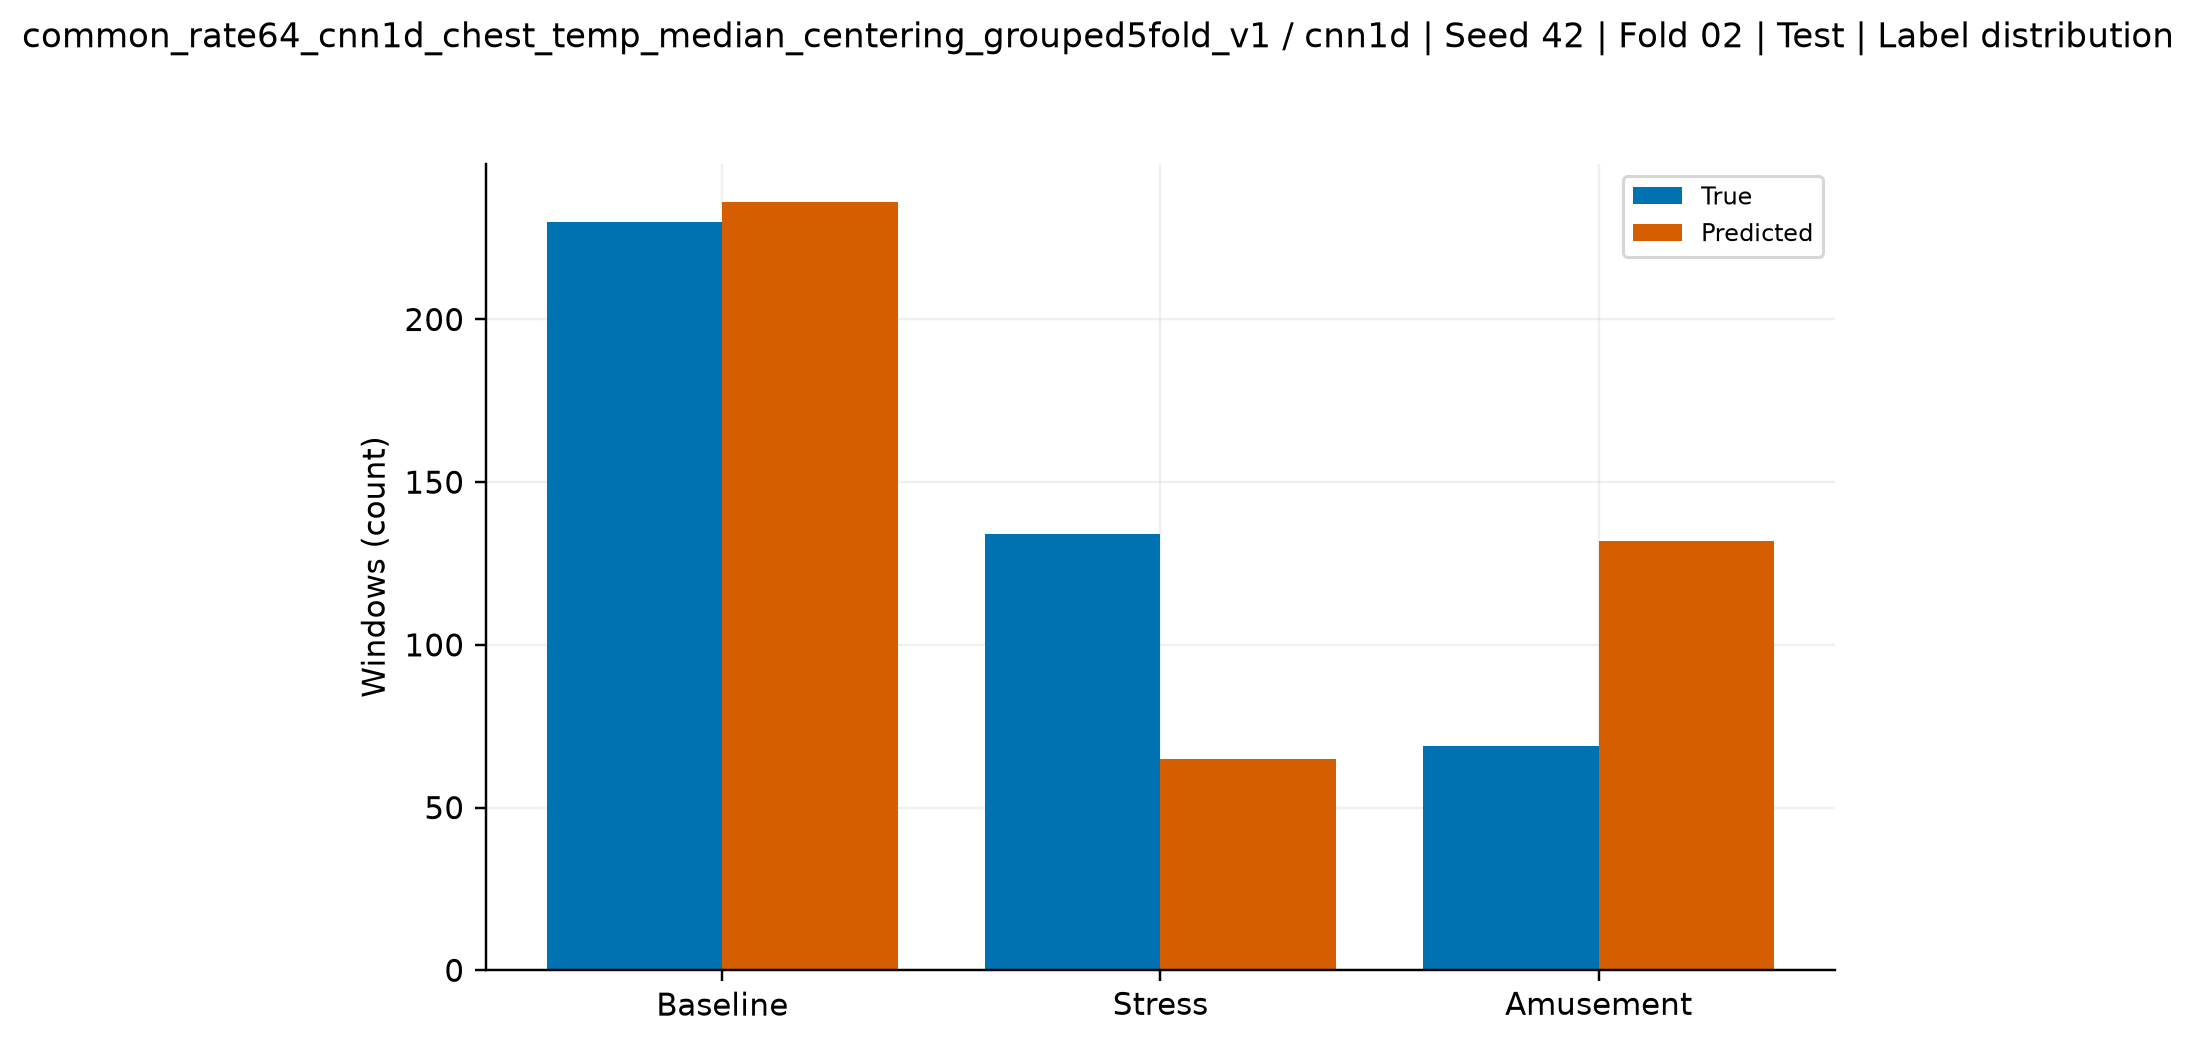 common_rate64_cnn1d_chest_temp_median_centering_grouped5fold_v1 / cnn1d | Seed 42 | Fold 02 | Test | Label distribution
True
Predicted
Windows (count)
200
150
100
50
0
Baseline
Stress
Amusement